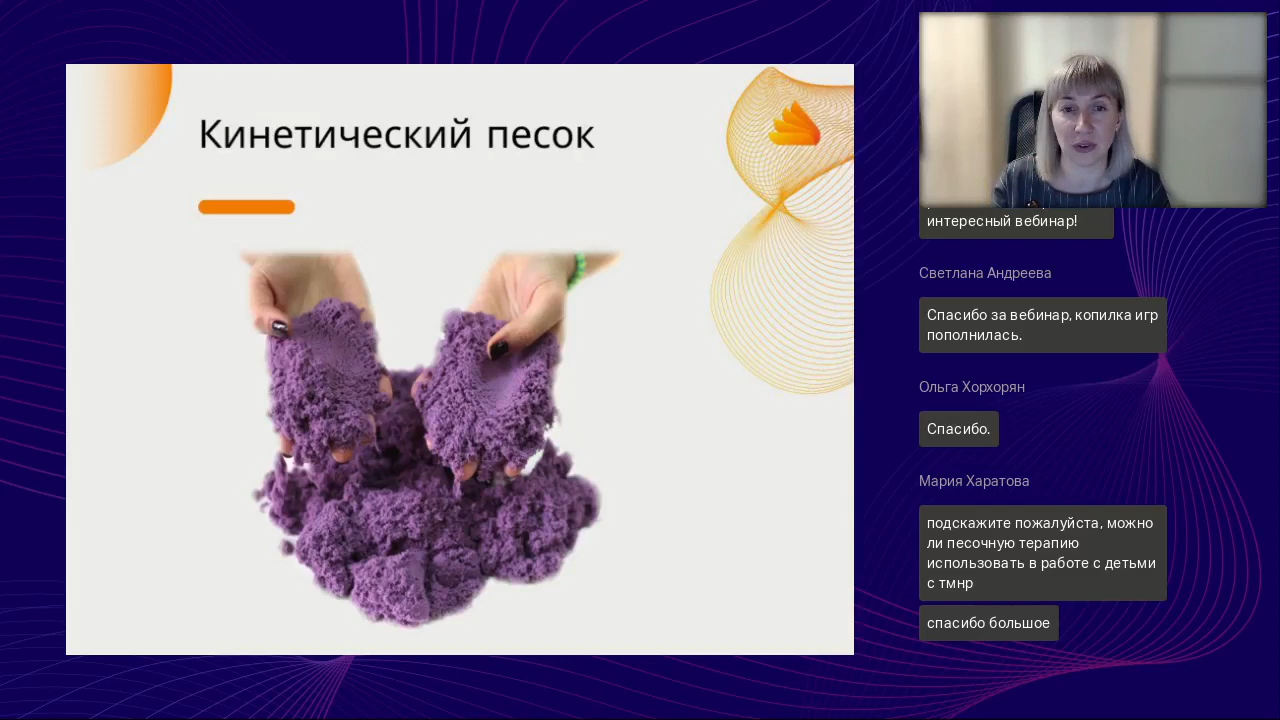 Кинетический песок
интересный вебинар!
Светлана Андреева
Спасибо за вебинар, копилка игр
пополнилась.
Ольга Хорхорян
Спасибо.
Мария Харатова
подскажите пожалуйста, можно
ли песочную терапию
использовать в работе с детьми
с тмнр
спасибо большое